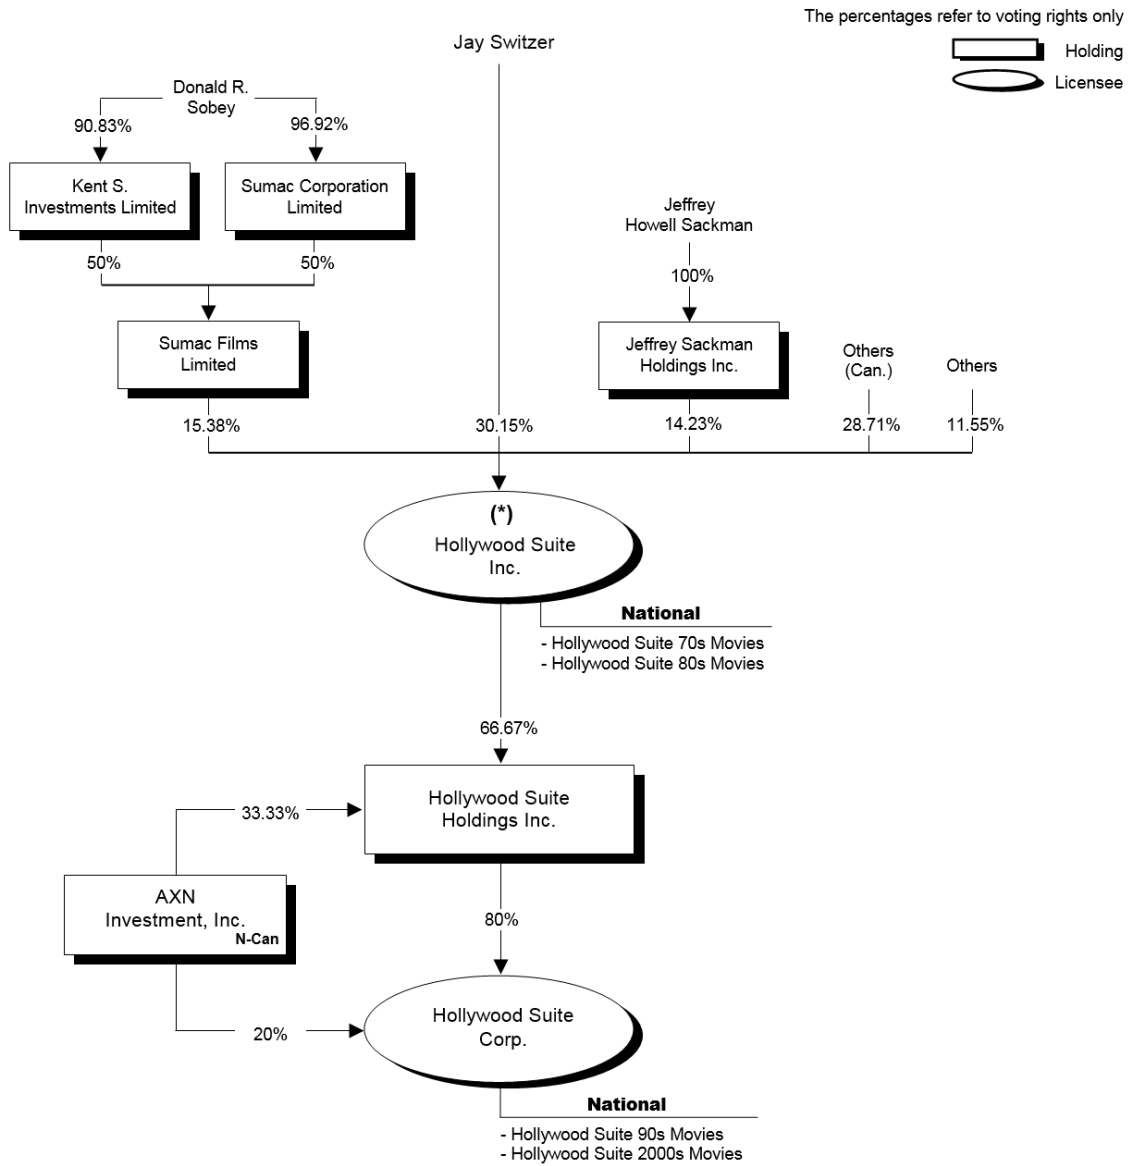 The percentages refer to voting rights only
Holding
Licensee
Jay Switzer
Donald R.
Sobey
90.83%
96.92%
Kent S.
Investments Limited
Sumac Corporation
Limited
50%
50%
Sumac Films
Limited
Jeffrey
Howell Sackman
100%
Jeffrey Sackman
Holdings Inc.
Others
(Can.)
Others
15.38%
30.15%
14.23%
28.71%
11.55%
(*)
Hollywood Suite
Inc.
National
- Hollywood Suite 70s Movies
- Hollywood Suite 80s Movies
66.67%
Hollywood Suite
Holdings Inc.
33.33%
AXN
Investment, Inc.
N-Can
80%
20%
Hollywood Suite
Corp.
National
- Hollywood Suite 90s Movies
- Hollywood Suite 2000s Movies